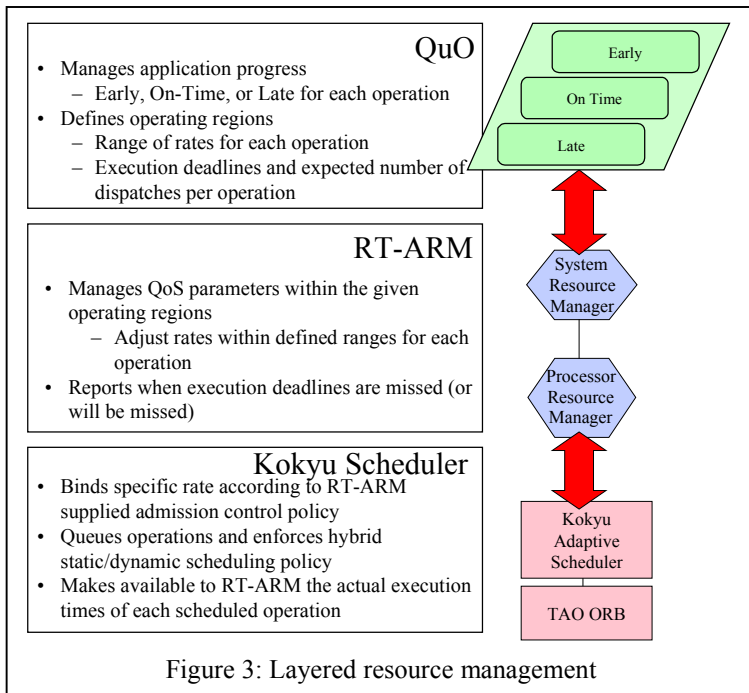 QuO
• Manages application progress
– Early, On-Time, or Late for each operation
• Defines operating regions
– Range of rates for each operation
– Execution deadlines and expected number of
dispatches per operation
Early
On Time
Late
RT-ARM
• Manages QoS parameters within the given
operating regions
– Adjust rates within defined ranges for each
operation
• Reports when execution deadlines are missed (or
will be missed)
System
Resource
Manager
Processor
Resource
Manager
Kokyu Scheduler
• Binds specific rate according to RT-ARM
supplied admission control policy
• Queues operations and enforces hybrid
static/dynamic scheduling policy
• Makes available to RT-ARM the actual execution
times of each scheduled operation
Kokyu
Adaptive
Scheduler
TAO ORB
Figure 3: Layered resource management